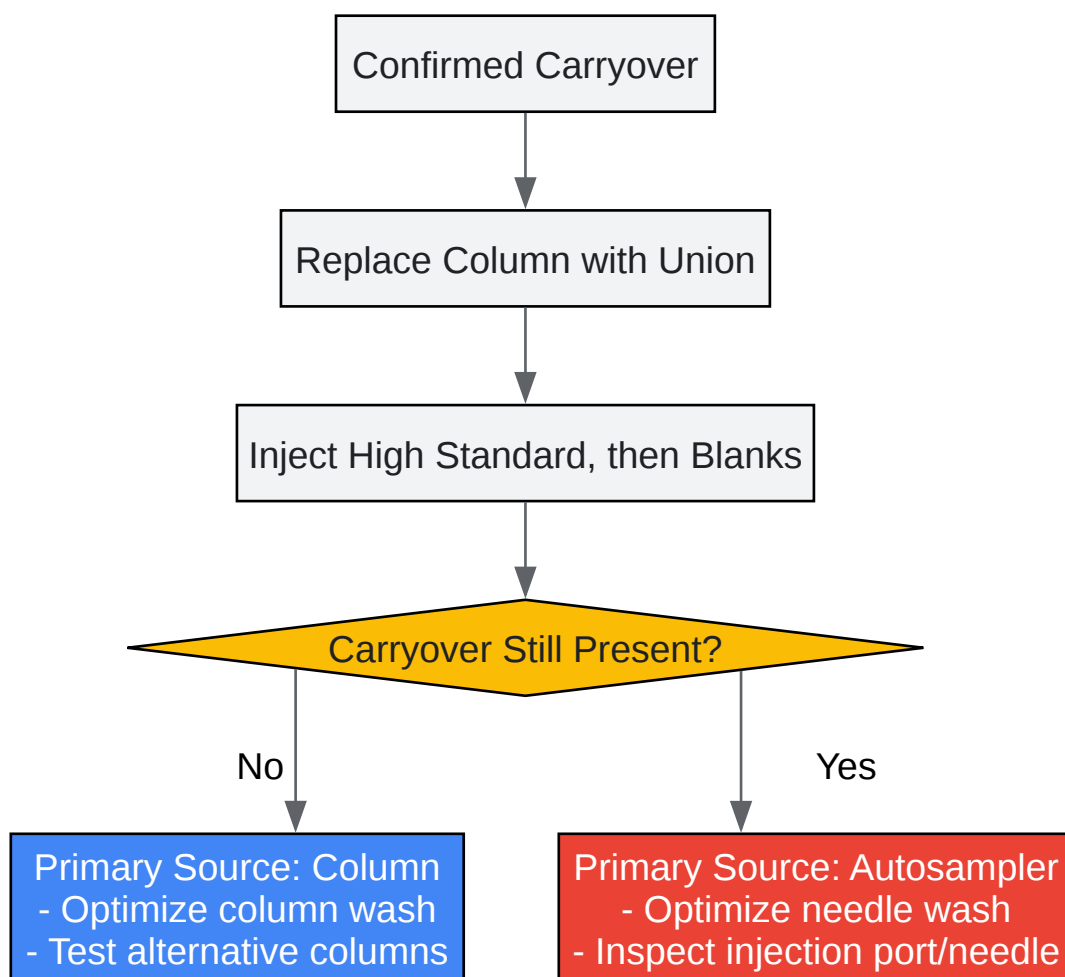 Confirmed Carryover
Replace Column with Union
Inject High Standard, then Blanks
Carryover Still Present?
No
Yes
Primary Source: Column
- Optimize column wash
- Test alternative columns
Primary Source: Autosampler
- Optimize needle wash
- Inspect injection port/needle